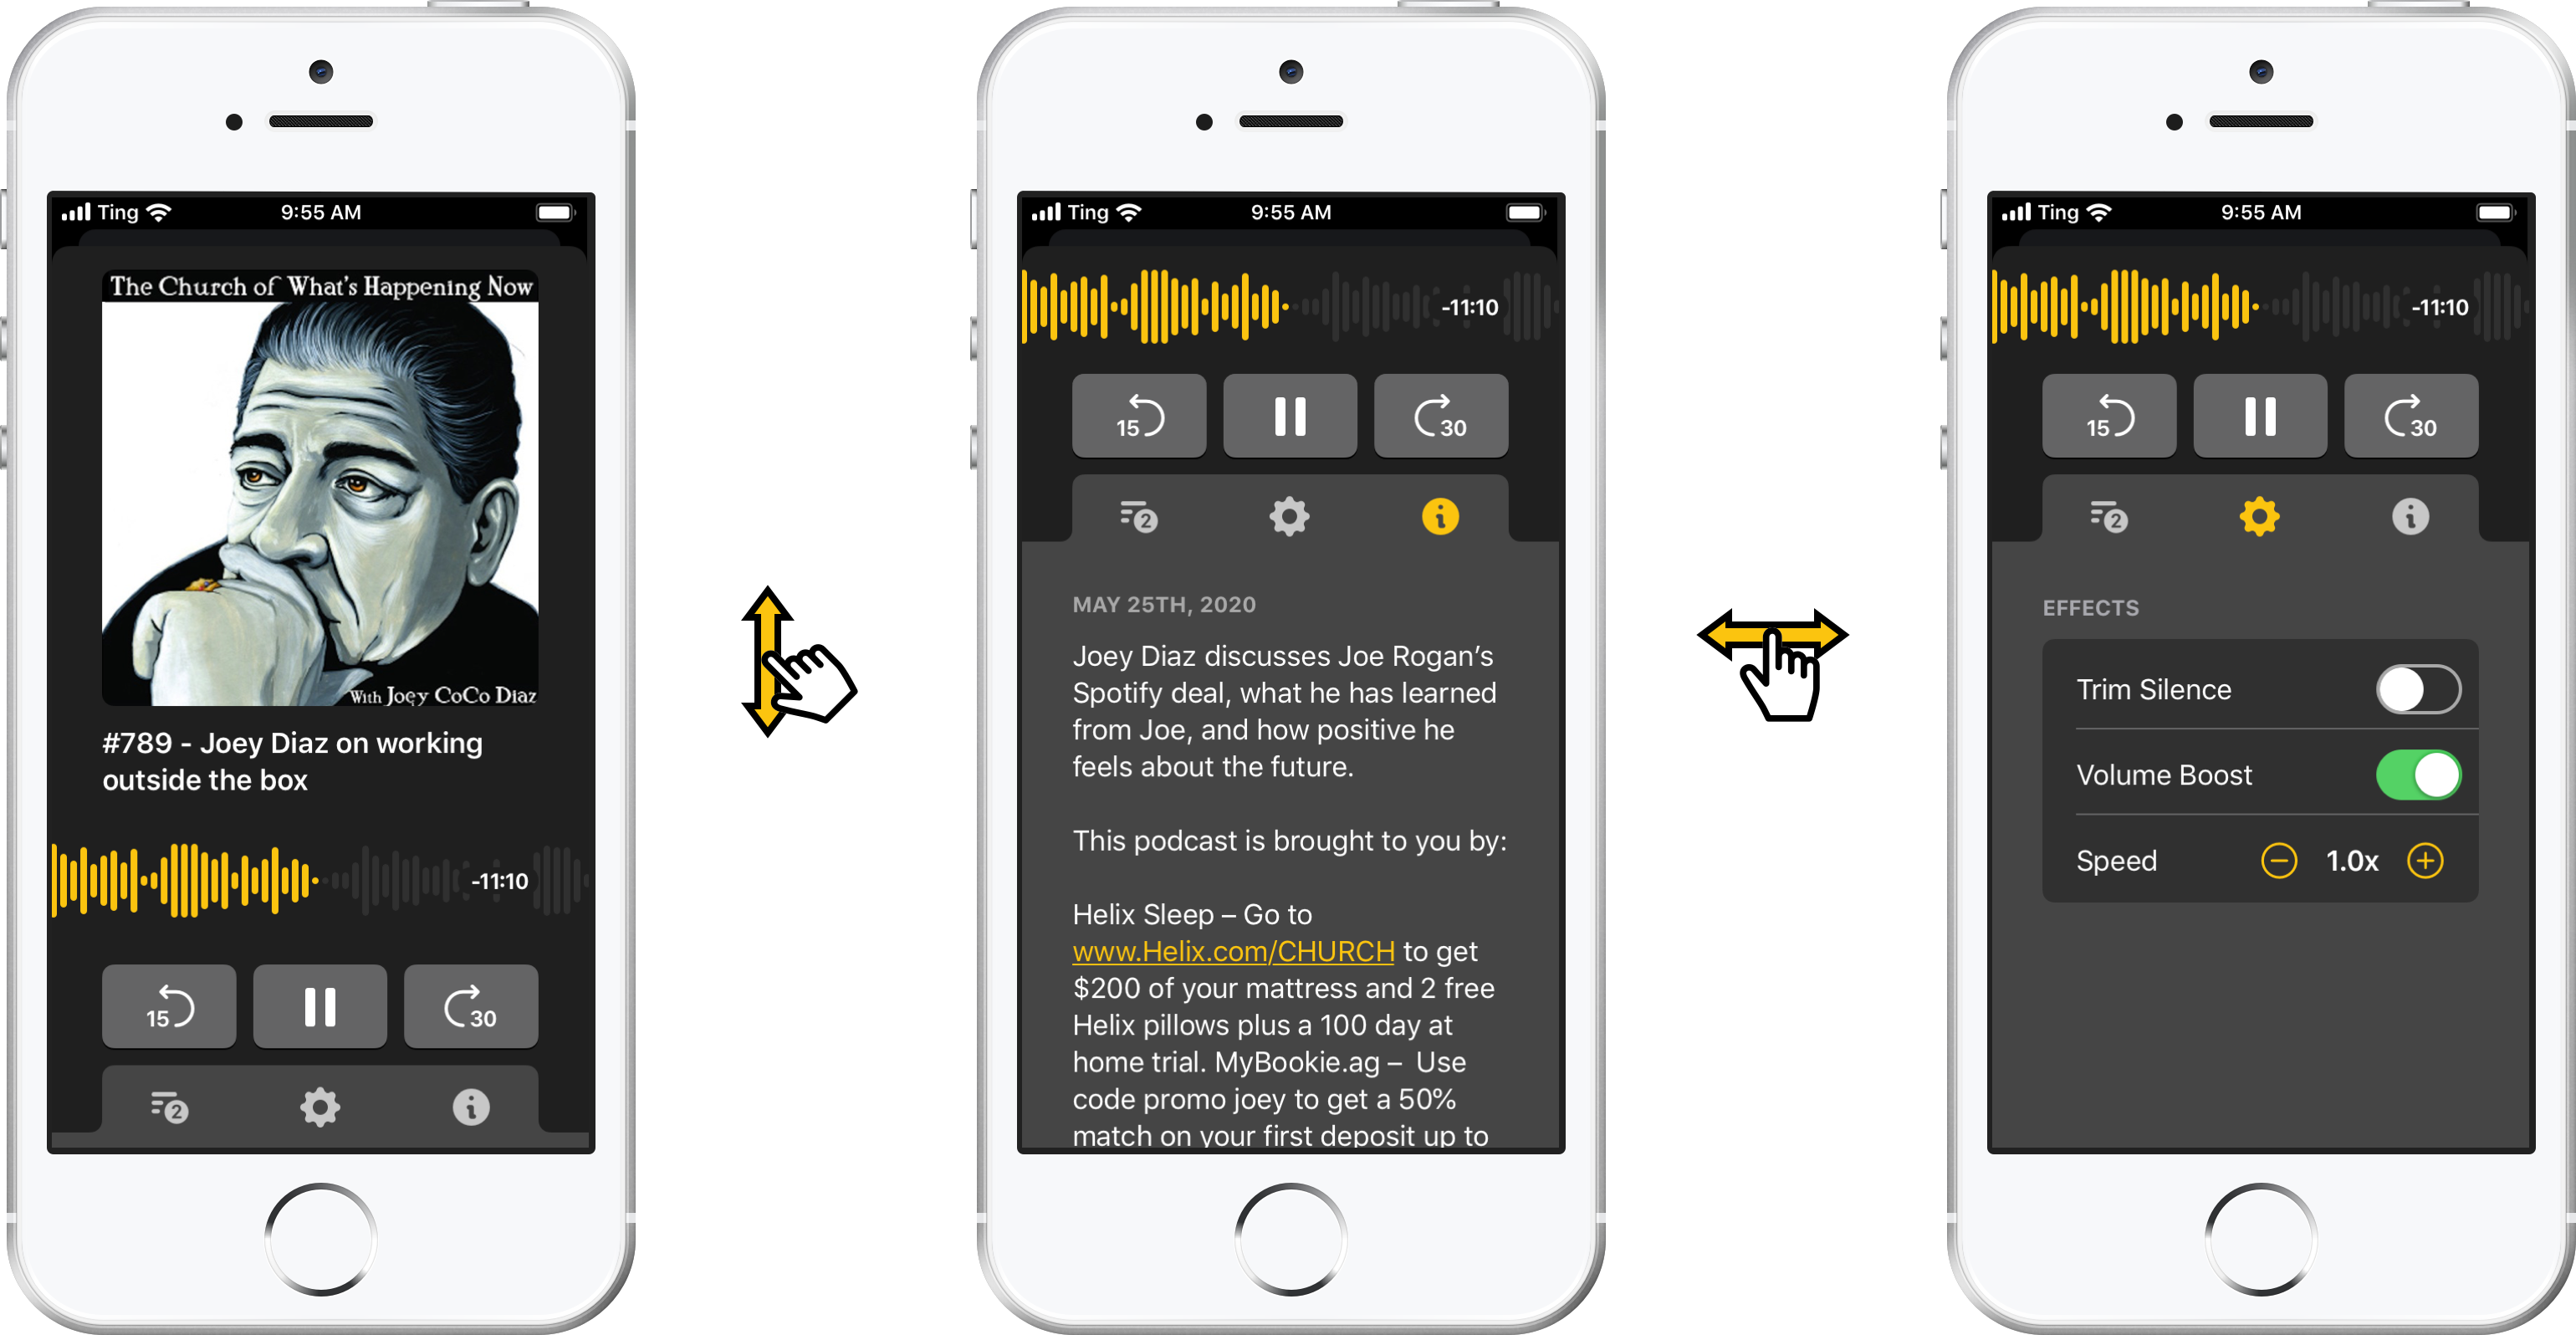 Ting 9:55 AM
The Church of What's Happening Now
With Joey CoCo Diaz
#789 - Joey Diaz on working
outside the box
-11:10
15 30
2
Ting 9:55 AM
-11:10
15 30
2
MAY 25TH, 2020
Joey Diaz discusses Joe Rogan's
Spotify deal, what he has learned
from Joe, and how positive he
feels about the future.
This podcast is brought to you by:
Helix Sleep – Go to
www.Helix.com/CHURCH to get
$200 of your mattress and 2 free
Helix pillows plus a 100 day at
home trial. MyBookie.ag –  Use
code promo joey to get a 50%
match on your first deposit up to
Ting 9:55 AM
-11:10
15 30
2
EFFECTS
Trim Silence
Volume Boost
Speed 1.0x